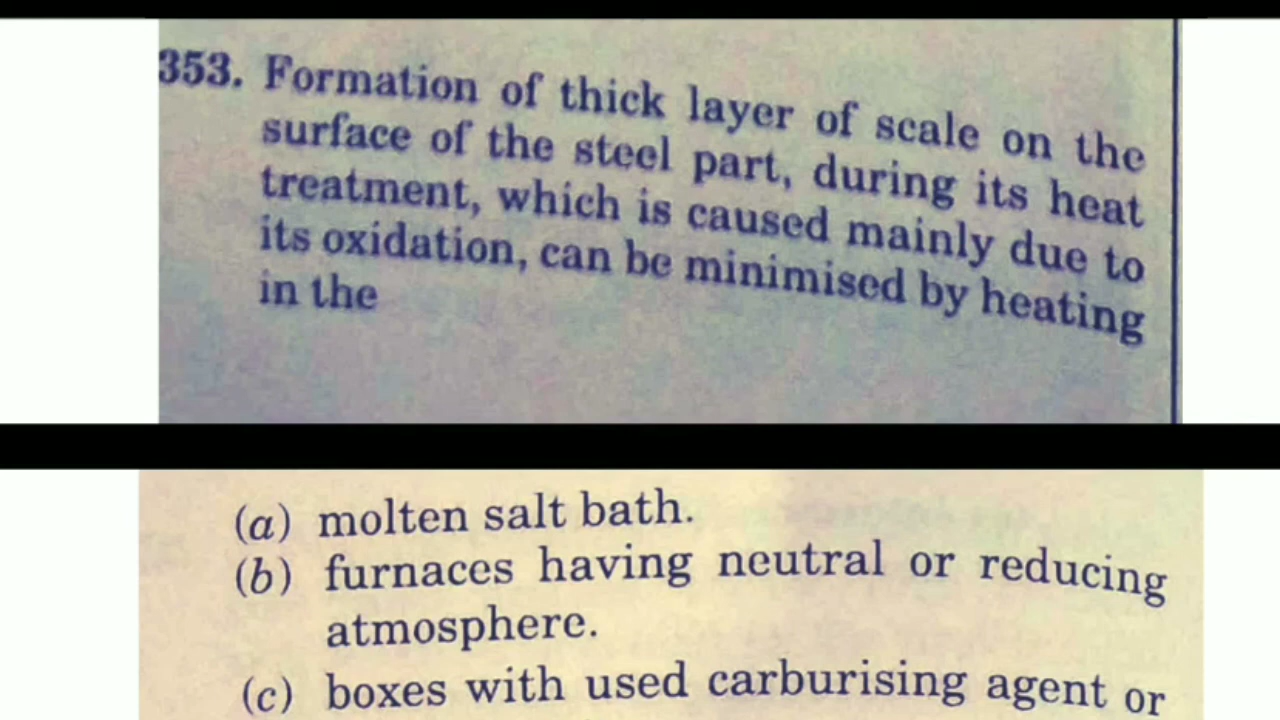 353. Formation of thick layer of scale on the
surface of the steel part, during its heat
treatment, which is caused mainly due to
its oxidation, can be minimised by heating
in the
(a) molten salt bath.
(b) furnaces having neutral or reducing
atmosphere.
(c) boxes with used carburising agent or